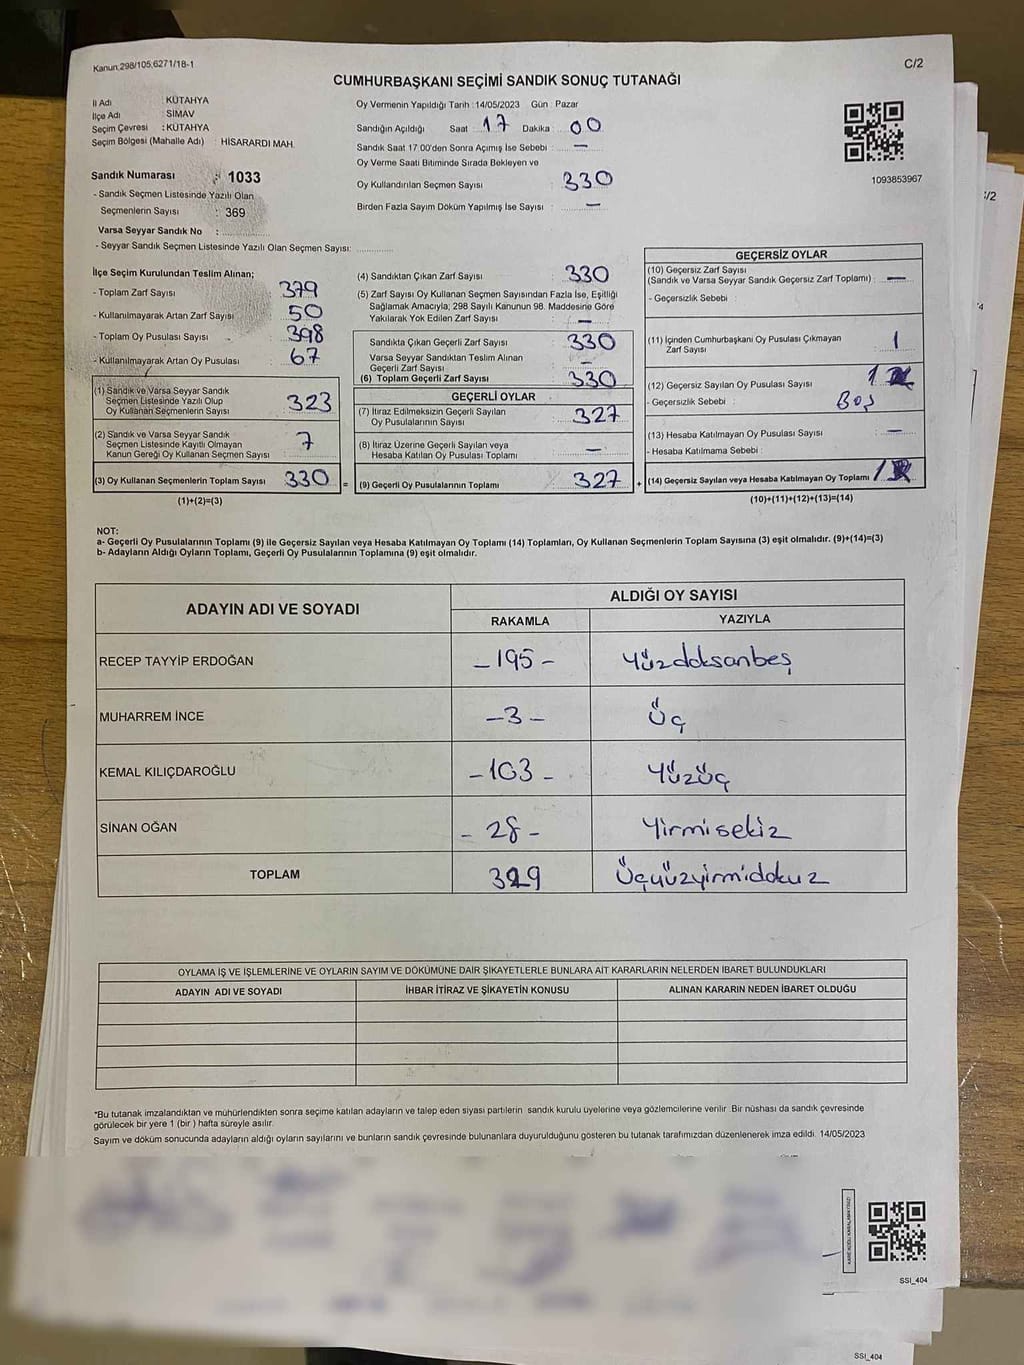 Kanun 298/105,6271/18-1
C/2
CUMHURBAŞKANI SEÇİMİ SANDIK SONUÇ TUTANAĞI
İl Adı : KÜTAHYA
İlçe Adı : SİMAV
Seçim Çevresi : KÜTAHYA
Seçim Bölgesi (Mahalle Adı) : HİSARARDI MAH.
Sandık Numarası : 1033
- Sandık Seçmen Listesinde Yazılı Olan
Seçmenlerin Sayısı : 369
Varsa Seyyar Sandık No :
- Seyyar Sandık Seçmen Listesinde Yazılı Olan Seçmen Sayısı:
Oy Vermenin Yapıldığı Tarih :14/05/2023 Gün : Pazar
Sandığın Açıldığı Saat 17 Dakika : 00
Sandık Saat 17:00'den Sonra Açılmış İse Sebebi : —
Oy Verme Saati Bitiminde Sırada Bekleyen ve
Oy Kullandırılan Seçmen Sayısı 330
Birden Fazla Sayım Döküm Yapılmış İse Sayısı : —
1093853967
İlçe Seçim Kurulundan Teslim Alınan;
- Toplam Zarf Sayısı 379
- Kullanılmayarak Artan Zarf Sayısı 50
- Toplam Oy Pusulası Sayısı 398
- Kullanılmayarak Artan Oy Pusulası 67
(1) Sandık ve Varsa Seyyar Sandık
Seçmen Listesinde Yazılı Olup
Oy Kullanan Seçmenlerin Sayısı 323
(2) Sandık ve Varsa Seyyar Sandık
Seçmen Listesinde Kayıtlı Olmayan
Kanun Gereği Oy Kullanan Seçmen Sayısı 7
(3) Oy Kullanan Seçmenlerin Toplam Sayısı 330 =
(1)+(2)=(3)
(4) Sandıktan Çıkan Zarf Sayısı 330
(5) Zarf Sayısı Oy Kullanan Seçmen Sayısından Fazla İse, Eşitliği
Sağlamak Amacıyla; 298 Sayılı Kanunun 98. Maddesine Göre
Yakılarak Yok Edilen Zarf Sayısı —
Sandıkta Çıkan Geçerli Zarf Sayısı 330
Varsa Seyyar Sandıktan Teslim Alınan
Geçerli Zarf Sayısı —
(6) Toplam Geçerli Zarf Sayısı 330
GEÇERLİ OYLAR
(7) İtiraz Edilmeksizin Geçerli Sayılan
Oy Pusulalarının Sayısı 327
(8) İtiraz Üzerine Geçerli Sayılan veya
Hesaba Katılan Oy Pusulası Toplamı —
(9) Geçerli Oy Pusulalarının Toplamı 327 +
GEÇERSİZ OYLAR
(10) Geçersiz Zarf Sayısı
(Sandık ve Varsa Seyyar Sandık Geçersiz Zarf Toplamı) : —
- Geçersizlik Sebebi :
(11) İçinden Cumhurbaşkanı Oy Pusulası Çıkmayan
Zarf Sayısı 1
(12) Geçersiz Sayılan Oy Pusulası Sayısı 1
- Geçersizlik Sebebi : Boş
(13) Hesaba Katılmayan Oy Pusulası Sayısı —
- Hesaba Katılmama Sebebi :
(14) Geçersiz Sayılan veya Hesaba Katılmayan Oy Toplamı
(10)+(11)+(12)+(13)=(14)
NOT:
a- Geçerli Oy Pusulalarının Toplamı (9) ile Geçersiz Sayılan veya Hesaba Katılmayan Oy Toplamı (14) Toplamları, Oy Kullanan Seçmenlerin Toplam Sayısına (3) eşit olmalıdır. (9)+(14)=(3)
b- Adayların Aldığı Oyların Toplamı, Geçerli Oy Pusulalarının Toplamına (9) eşit olmalıdır.
ADAYIN ADI VE SOYADI
ALDIĞI OY SAYISI
RAKAMLA YAZIYLA
RECEP TAYYİP ERDOĞAN -195- Yüzdoksanbeş
MUHARREM İNCE -3- Üç
KEMAL KILIÇDAROĞLU -103- Yüzüç
SİNAN OĞAN -28- Yirmisekiz
TOPLAM 329 Üçyüzyirmidokuz
OYLAMA İŞ VE İŞLEMLERİNE VE OYLARIN SAYIM VE DÖKÜMÜNE DAİR ŞİKAYETLERLE BUNLARA AİT KARARLARIN NELERDEN İBARET BULUNDUKLARI
ADAYIN ADI VE SOYADI İHBAR İTİRAZ VE ŞİKAYETİN KONUSU ALINAN KARARIN NEDEN İBARET OLDUĞU
*Bu tutanak imzalandıktan ve mühürlendikten sonra seçime katılan adayların ve talep eden siyasi partilerin sandık kurulu üyelerine veya gözlemcilerine verilir. Bir nüshası da sandık çevresinde
görülecek bir yere 1 (bir ) hafta süreyle asılır.
Sayım ve döküm sonucunda adayların aldığı oyların sayılarını ve bunların sandık çevresinde bulunanlara duyurulduğunu gösteren bu tutanak tarafımızdan düzenlenerek imza edildi. 14/05/2023
SSI_404
SSI_404